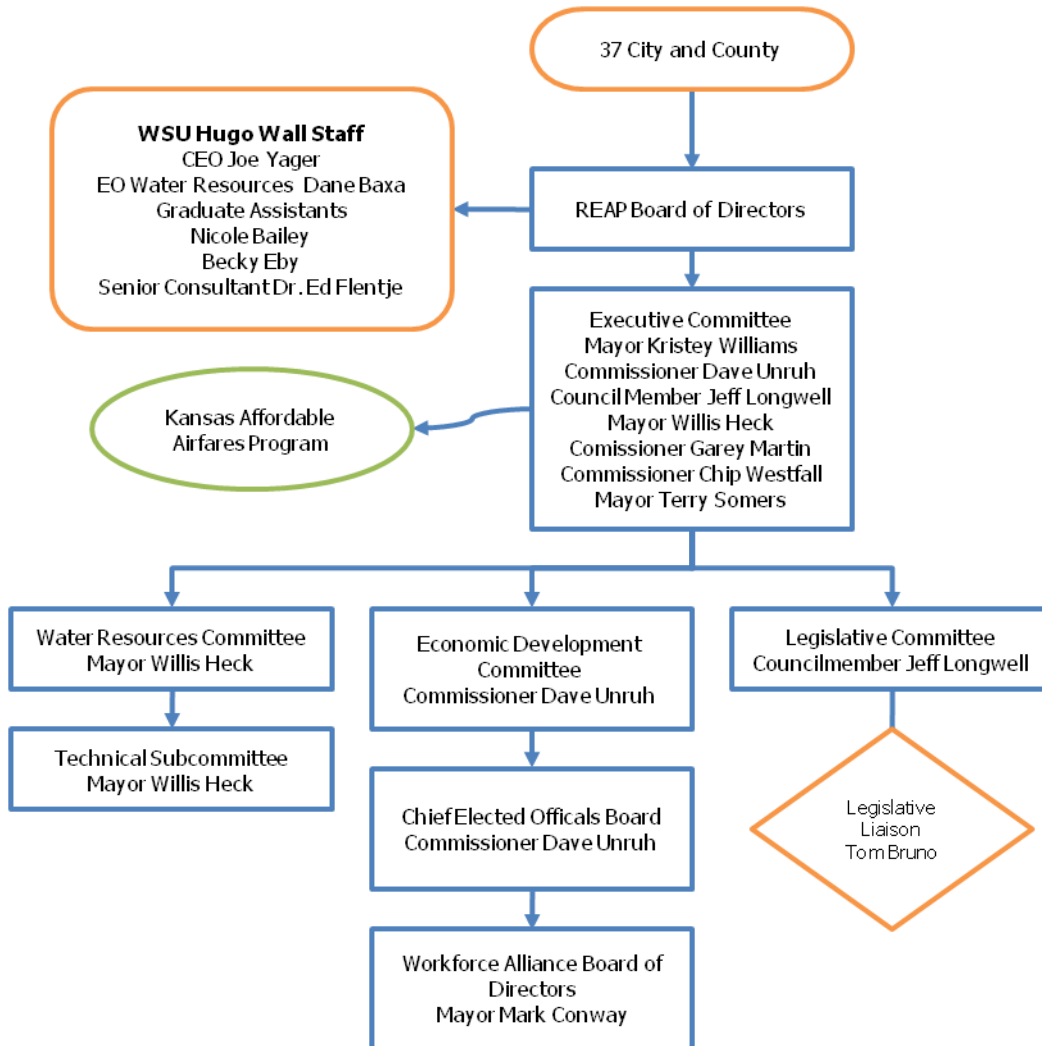 37 City and County
WSU Hugo Wall Staff
CEO Joe Yager
EO Water Resources Dane Baxa
Graduate Assistants
Nicole Bailey
Becky Eby
Senior Consultant Dr. Ed Flentje
REAP Board of Directors
Executive Committee
Mayor Kristey Williams
Commissioner Dave Unruh
Council Member Jeff Longwell
Mayor Willis Heck
Comissioner Garey Martin
Commissioner Chip Westfall
Mayor Terry Somers
Kansas Affordable
Airfares Program
Water Resources Committee
Mayor Willis Heck
Economic Development
Committee
Commissioner Dave Unruh
Legislative Committee
Councilmember Jeff Longwell
Technical Subcommittee
Mayor Willis Heck
Chief Elected Officals Board
Commissioner Dave Unruh
Legislative
Liaison
Tom Bruno
Workforce Alliance Board of
Directors
Mayor Mark Conway